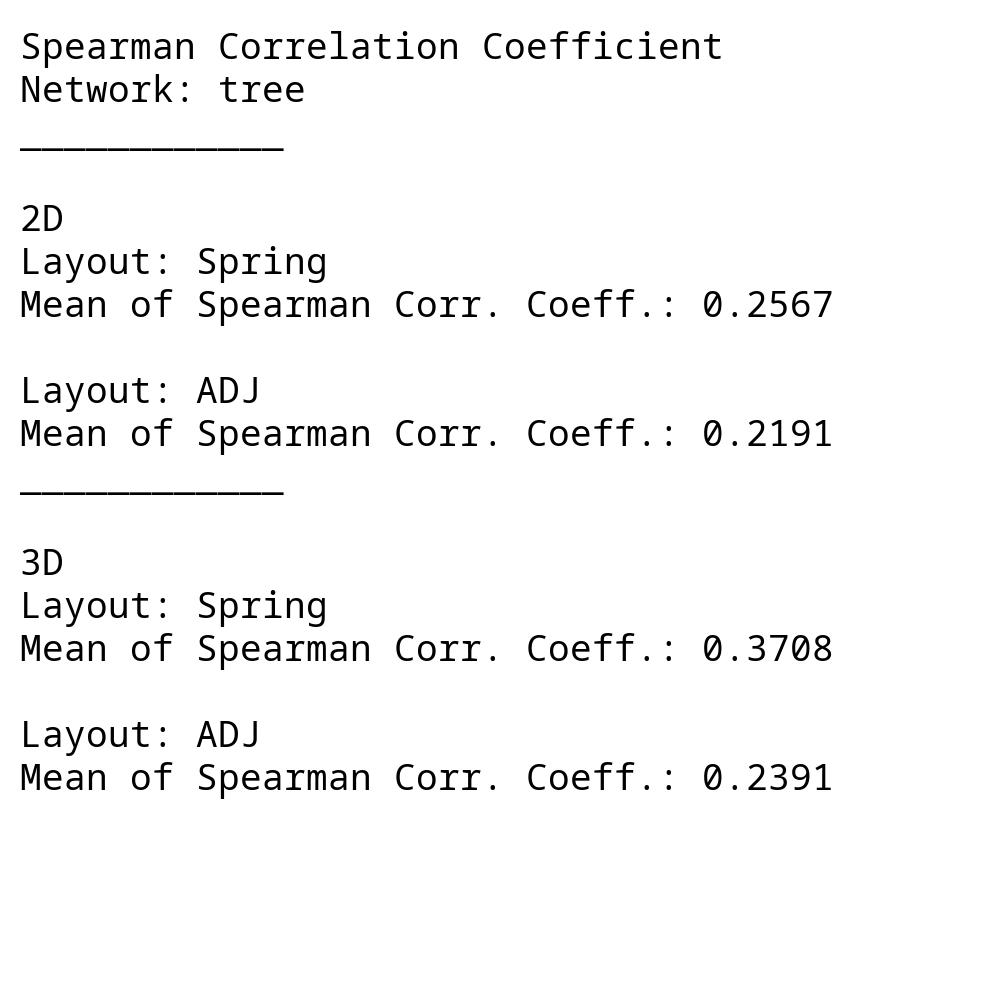 Spearman Correlation Coefficient
Network: tree
____________
2D
Layout: Spring
Mean of Spearman Corr. Coeff.: 0.2567
Layout: ADJ
Mean of Spearman Corr. Coeff.: 0.2191
____________
3D
Layout: Spring
Mean of Spearman Corr. Coeff.: 0.3708
Layout: ADJ
Mean of Spearman Corr. Coeff.: 0.2391